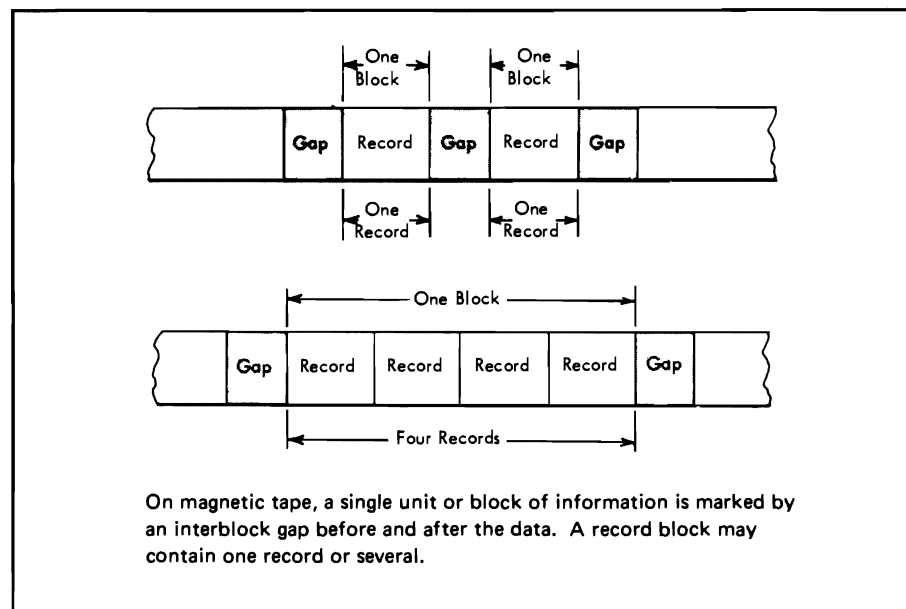 One Block One Block
Gap Record Gap Record Gap
One Record One Record
One Block
Gap Record Record Record Record Gap
Four Records
On magnetic tape, a single unit or block of information is marked by
an interblock gap before and after the data. A record block may
contain one record or several.